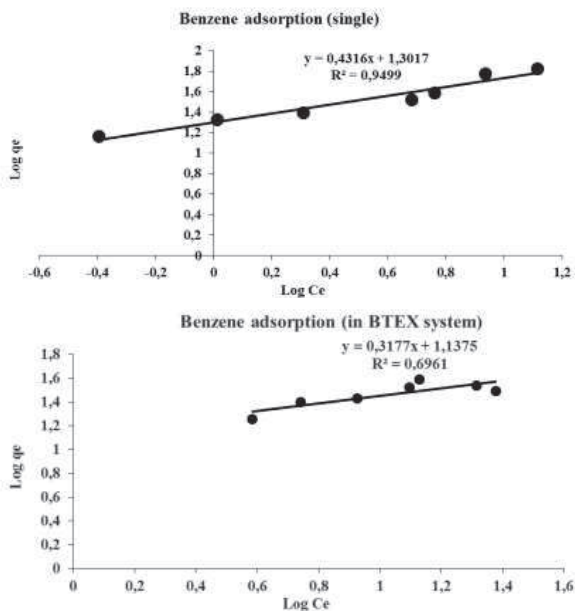 Benzene adsorption (single)
y = 0,4316x + 1,3017
R² = 0,9499
Log qe
2
1,8
1,6
1,4
1,2
1
0,8
0,6
0,4
0,2
0
-0,6 -0,4 -0,2 0 0,2 0,4 0,6 0,8 1 1,2
Log Ce
Benzene adsorption (in BTEX system)
y = 0,3177x + 1,1375
R² = 0,6961
Log qe
1,8
1,6
1,4
1,2
1
0,8
0,6
0,4
0,2
0
0 0,2 0,4 0,6 0,8 1 1,2 1,4 1,6
Log Ce